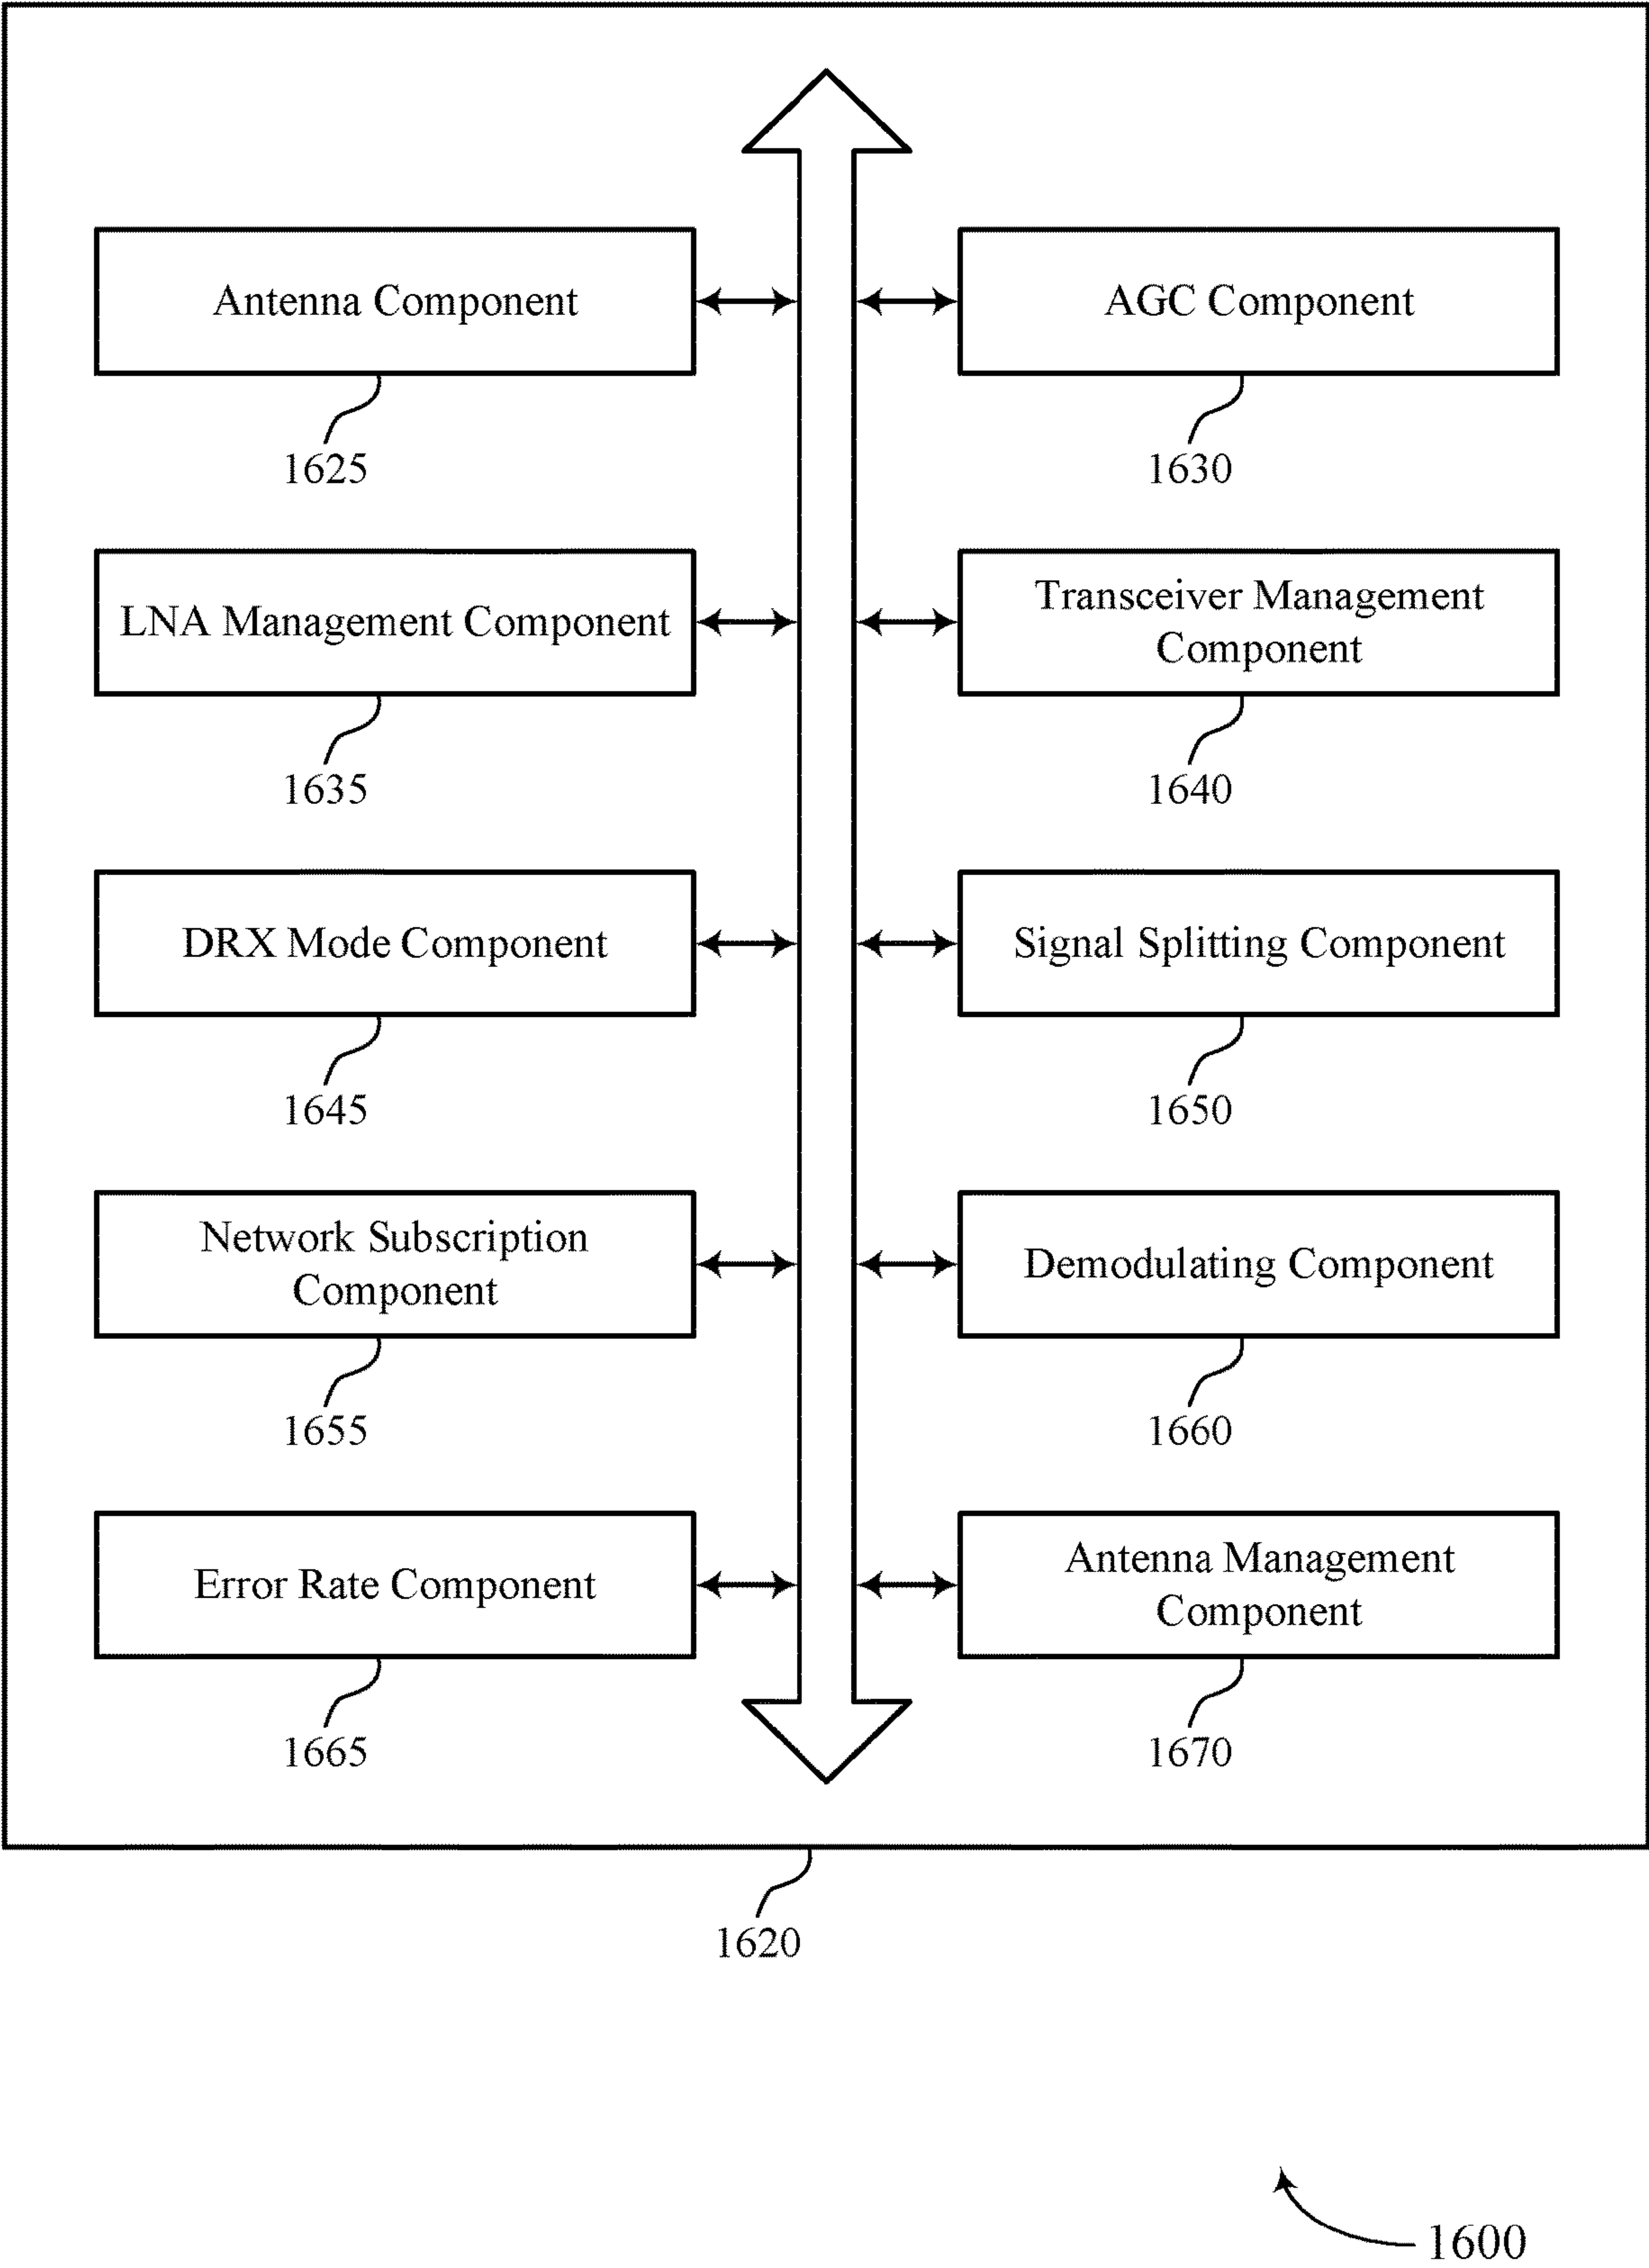 Antenna Component
AGC Component
1625
1630
LNA Management Component
Transceiver Management
Component
1635
1640
DRX Mode Component
Signal Splitting Component
1645
1650
Network Subscription
Component
Demodulating Component
1655
1660
Error Rate Component
Antenna Management
Component
1665
1670
1620
1600